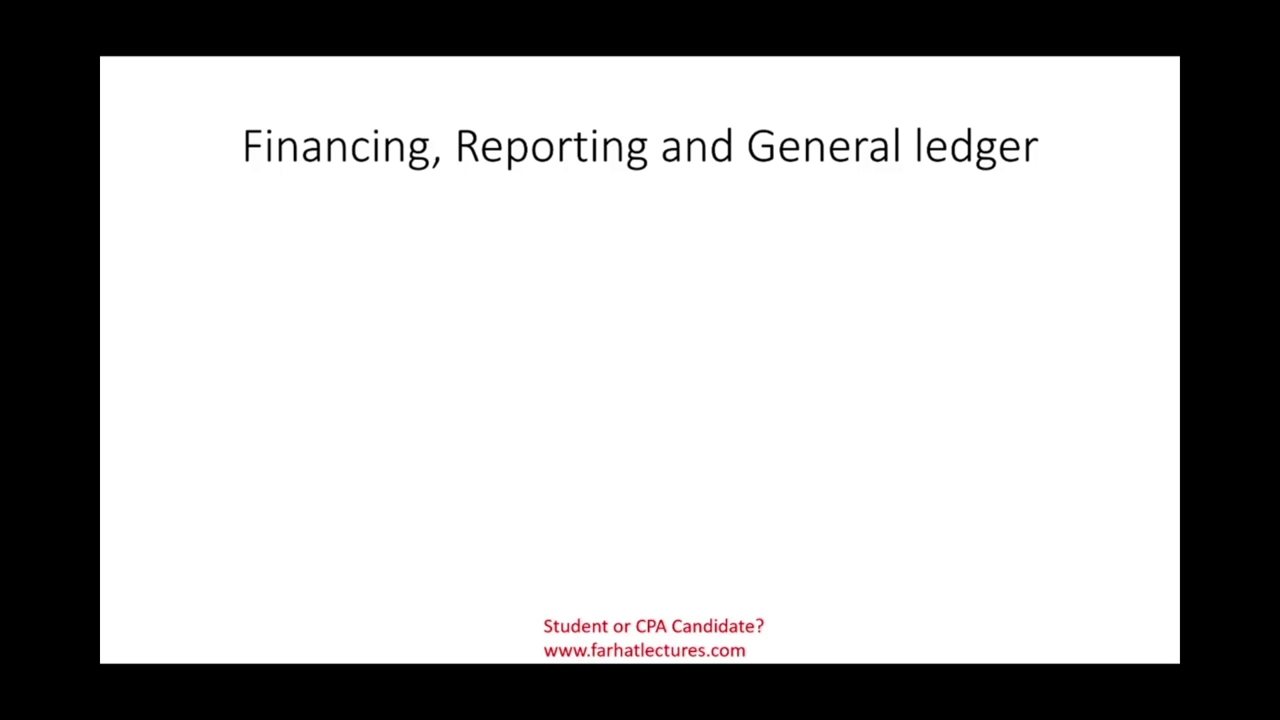 Financing, Reporting and General ledger
Student or CPA Candidate?
www.farhatlectures.com